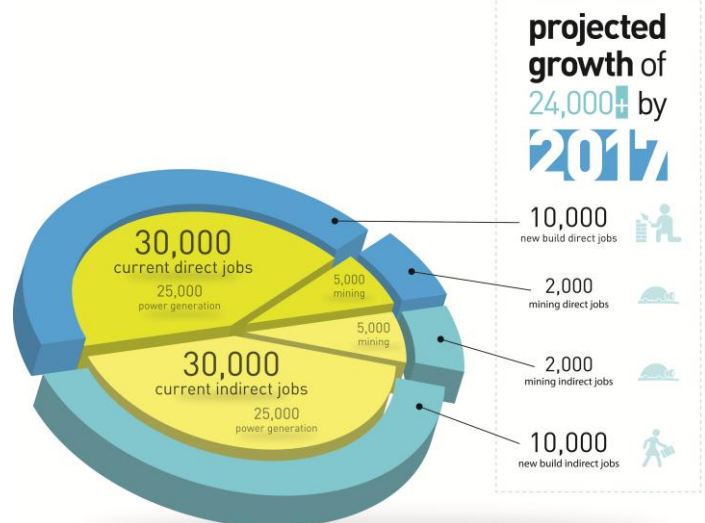 projected
growth of
24,000+ by
2017
30,000
current direct jobs
25,000
power generation
5,000
mining
5,000
mining
30,000
current indirect jobs
25,000
power generation
10,000
new build direct jobs
2,000
mining direct jobs
2,000
mining indirect jobs
10,000
new build indirect jobs